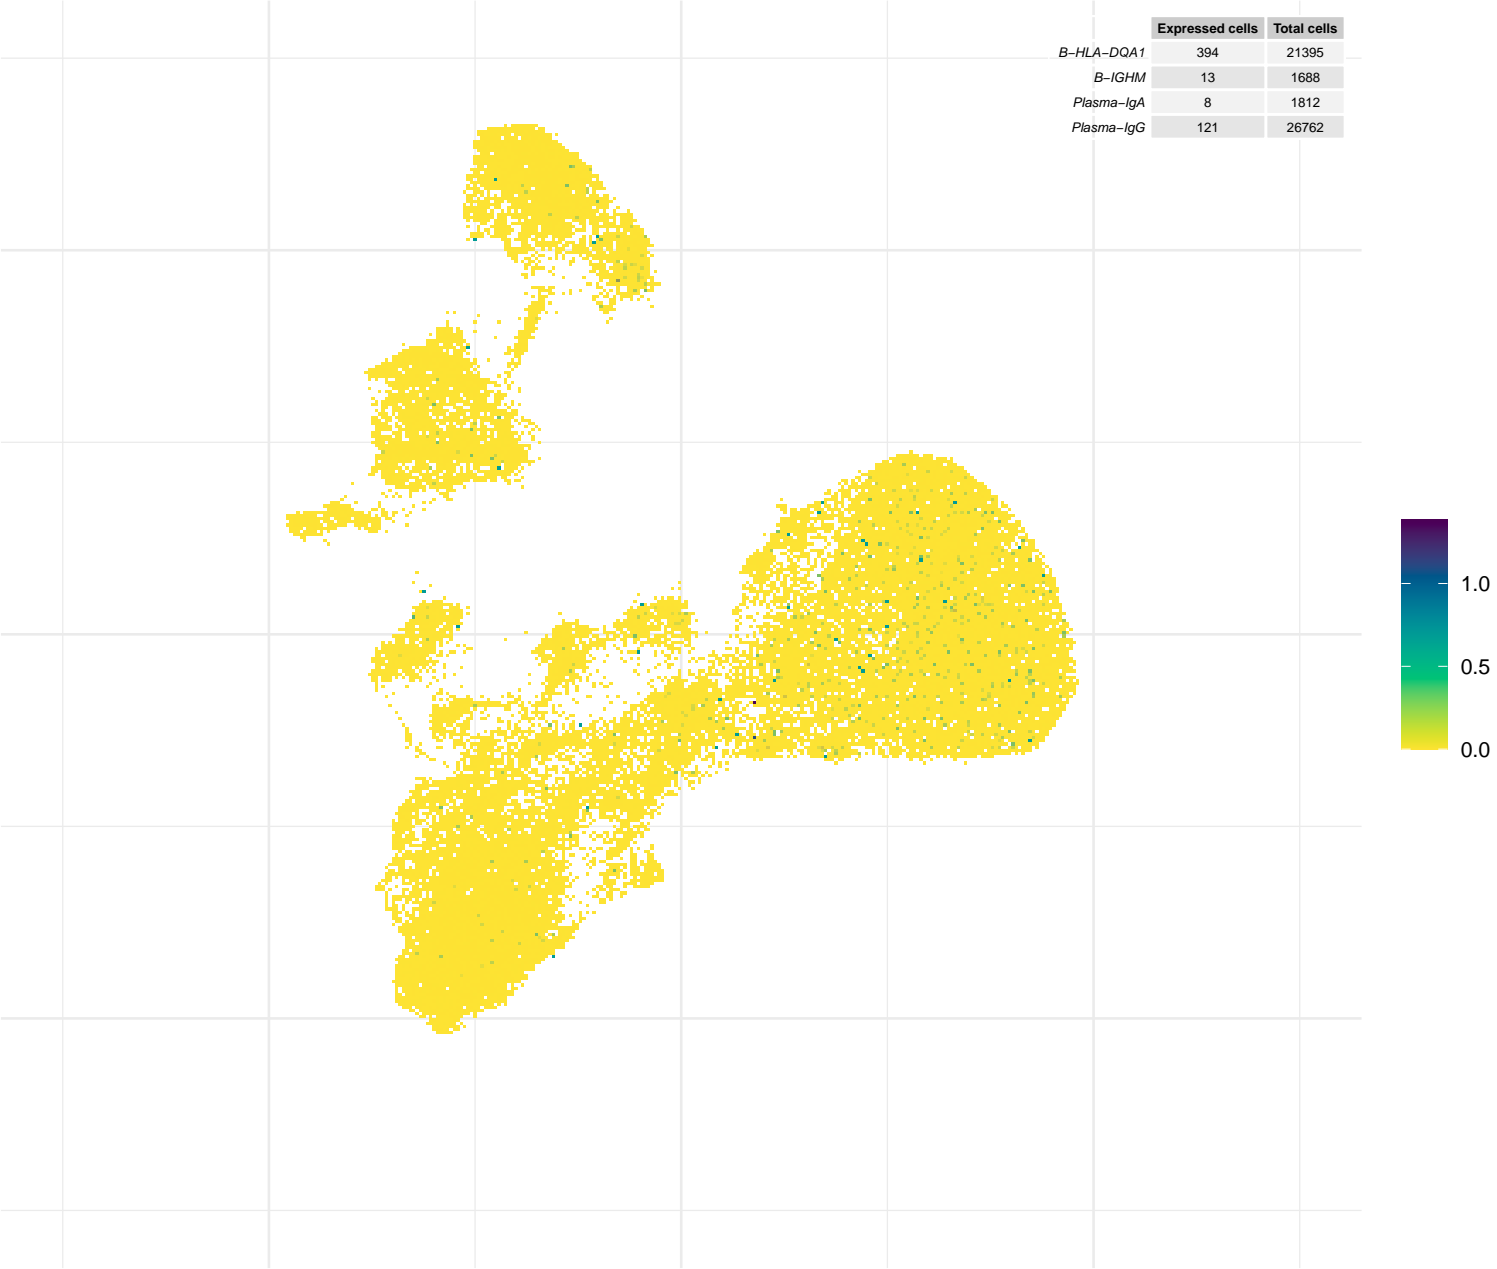 Expressed cells Total cells
B−HLA−DQA1 394 21395
B−IGHM 13 1688
Plasma−IgA 8 1812
Plasma−IgG 121 26762
1.0
0.5
0.0